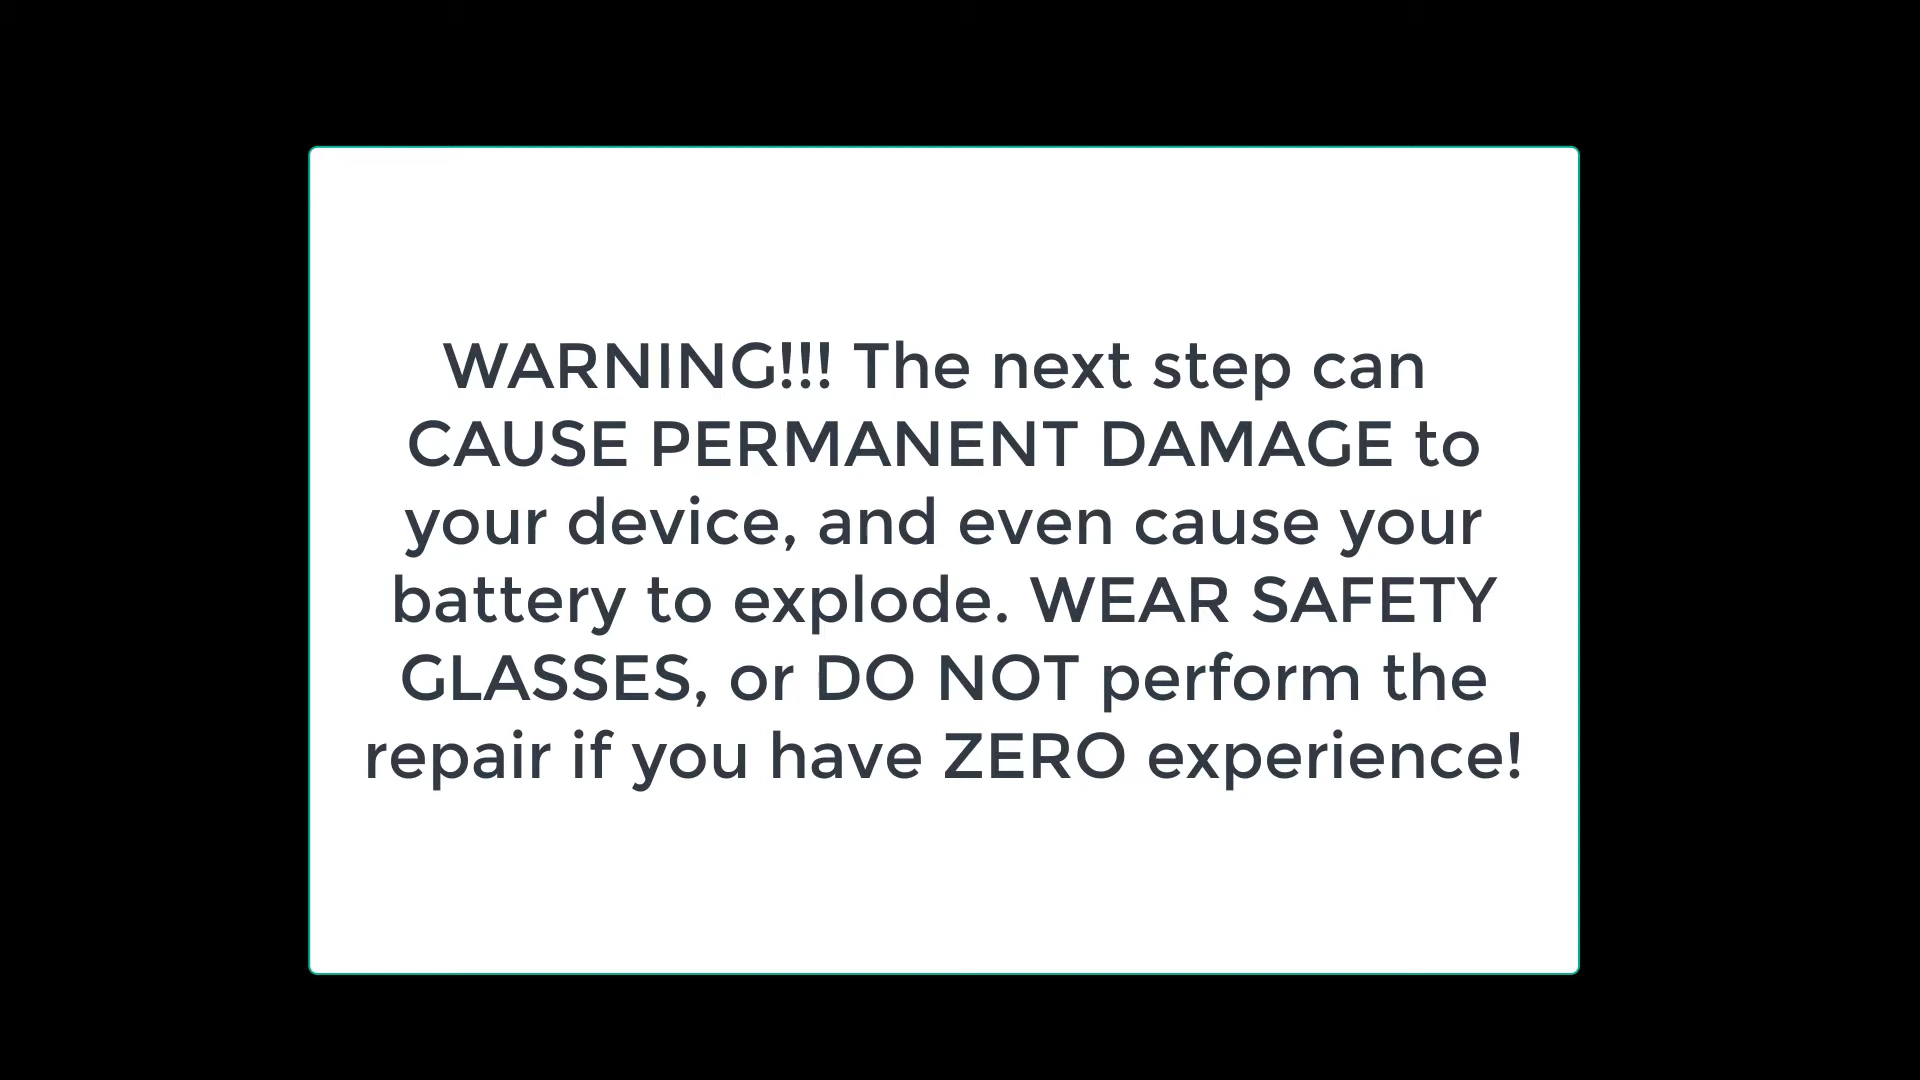 WARNING!!! The next step can
CAUSE PERMANENT DAMAGE to
your device, and even cause your
battery to explode. WEAR SAFETY
GLASSES, or DO NOT perform the
repair if you have ZERO experience!